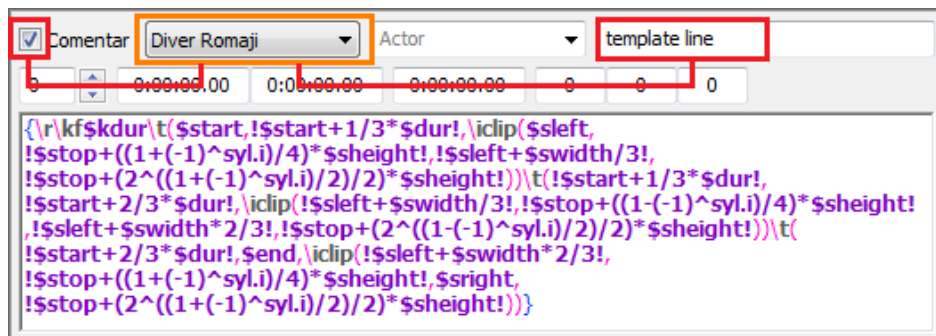 Comentar Diver Romaji Actor template line
0 0:00:00.00 0:00:00.00 0:00:00.00 0 0 0
{\r\kf$kdur\t($start,!$start+1/3*$dur!,\iclip($sleft,
!$stop+((1+(-1)^syl.i)/4)*$sheight!,!$sleft+$swidth/3!,
!$stop+(2^((1+(-1)^syl.i)/2)/2)*$sheight!))\t(!$start+1/3*$dur!,
!$start+2/3*$dur!,\iclip(!$sleft+$swidth/3!,!$stop+((1-(-1)^syl.i)/4)*$sheight!
,!$sleft+$swidth*2/3!,!$stop+(2^((1-(-1)^syl.i)/2)/2)*$sheight!))\t(
!$start+2/3*$dur!,$end,\iclip(!$sleft+$swidth*2/3!,
!$stop+((1+(-1)^syl.i)/4)*$sheight!,$sright,
!$stop+(2^((1+(-1)^syl.i)/2)/2)*$sheight!))}